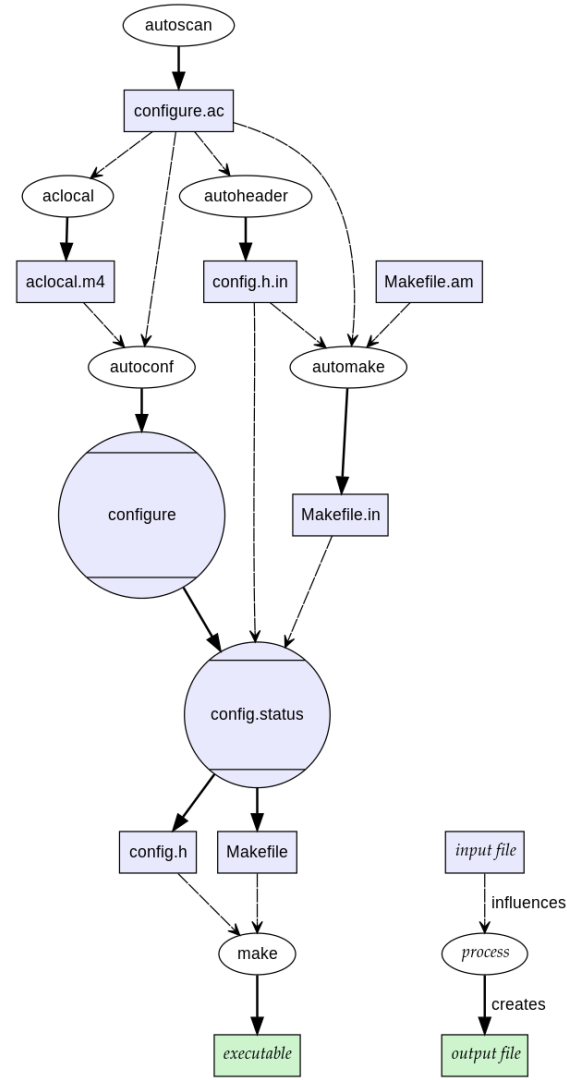 autoscan
configure.ac
aclocal
autoheader
aclocal.m4
config.h.in
Makefile.am
autoconf
automake
configure
Makefile.in
config.status
config.h
Makefile
input file
influences
make
process
creates
executable
output file